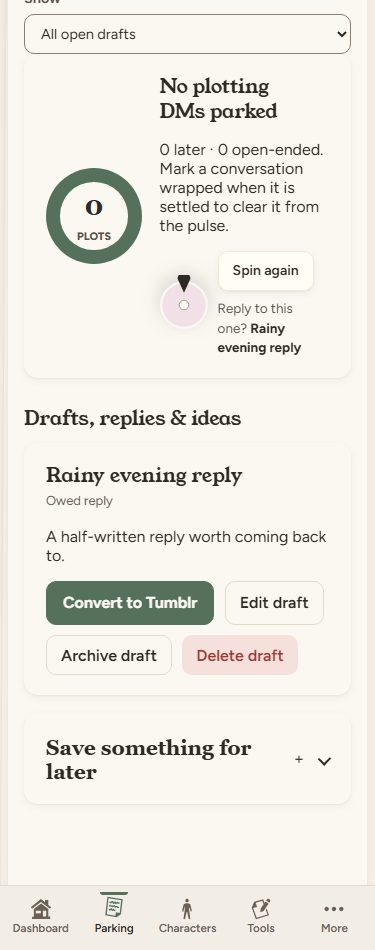 All open drafts
No plotting
DMs parked
0 later · 0 open-ended.
Mark a conversation
wrapped when it is
settled to clear it from
the pulse.
0
PLOTS
Spin again
Reply to this
one? Rainy
evening reply
Drafts, replies & ideas
Rainy evening reply
Owed reply
A half-written reply worth coming back
to.
Convert to Tumblr
Edit draft
Archive draft
Delete draft
Save something for
later
+
Dashboard
Parking
Characters
Tools
More